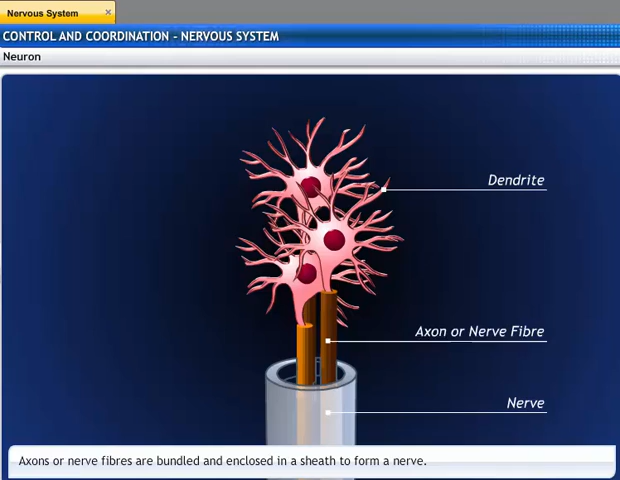 Nervous System
CONTROL AND COORDINATION - NERVOUS SYSTEM
Neuron
Dendrite
Axon or Nerve Fibre
Nerve
Axons or nerve fibres are bundled and enclosed in a sheath to form a nerve.